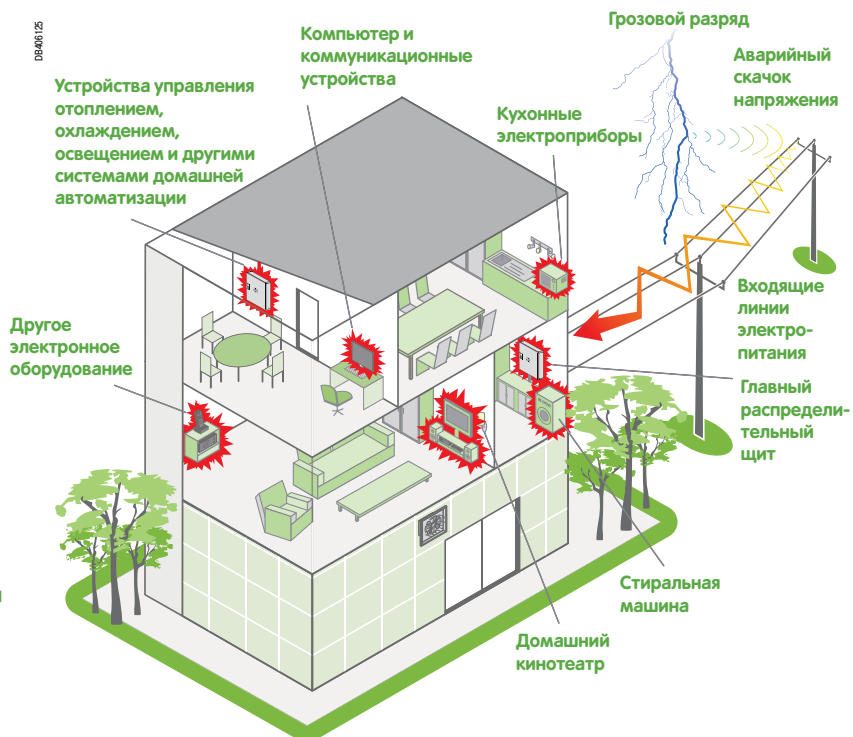 DB406125
Грозовой разряд
Компьютер и
коммуникационные
устройства
Аварийный
скачок
напряжения
Устройства управления
отоплением,
охлаждением,
освещением и другими
системами домашней
автоматизации
Кухонные
электроприборы
Входящие
линии
электро-
питания
Другое
электронное
оборудование
Главный
распредели-
тельный
щит
Стиральная
машина
Домашний
кинотеатр